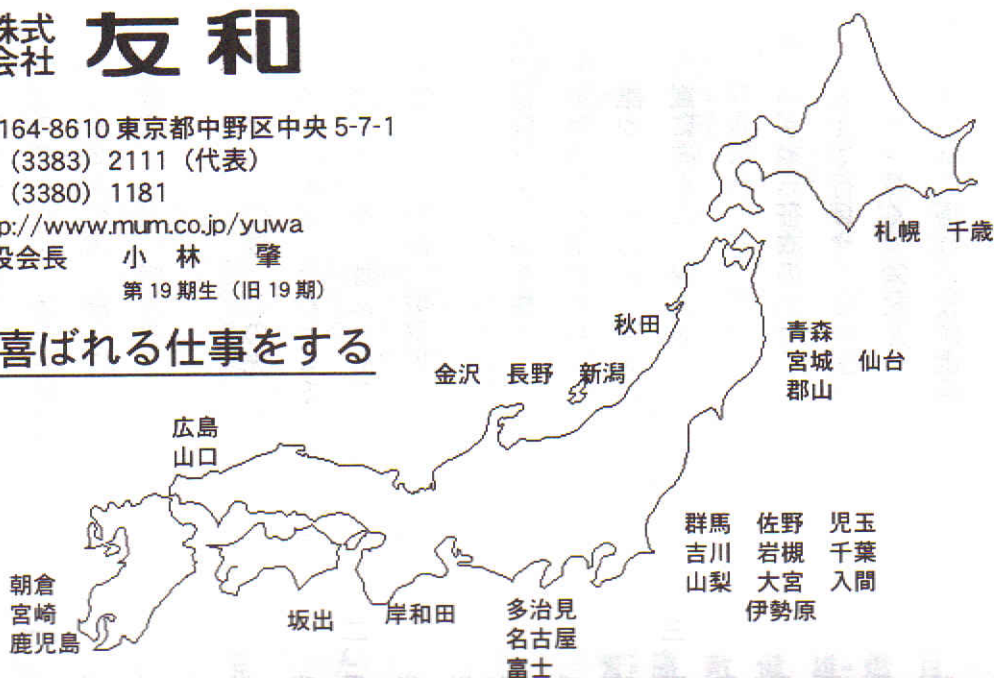 株式
会社 友和
164-8610 東京都中野区中央 5-7-1
(3383) 2111（代表）
(3380) 1181
p://www.mum.co.jp/yuwa
役会長 小林 肇
第19期生（旧19期）
喜ばれる仕事をする
札幌 千歳
秋田
青森
宮城 仙台
郡山
金沢 長野 新潟
広島
山口
群馬 佐野 児玉
吉川 岩槻 千葉
山梨 大宮 入間
伊勢原
朝倉
宮崎
鹿児島
坂出
岸和田
多治見
名古屋
富士